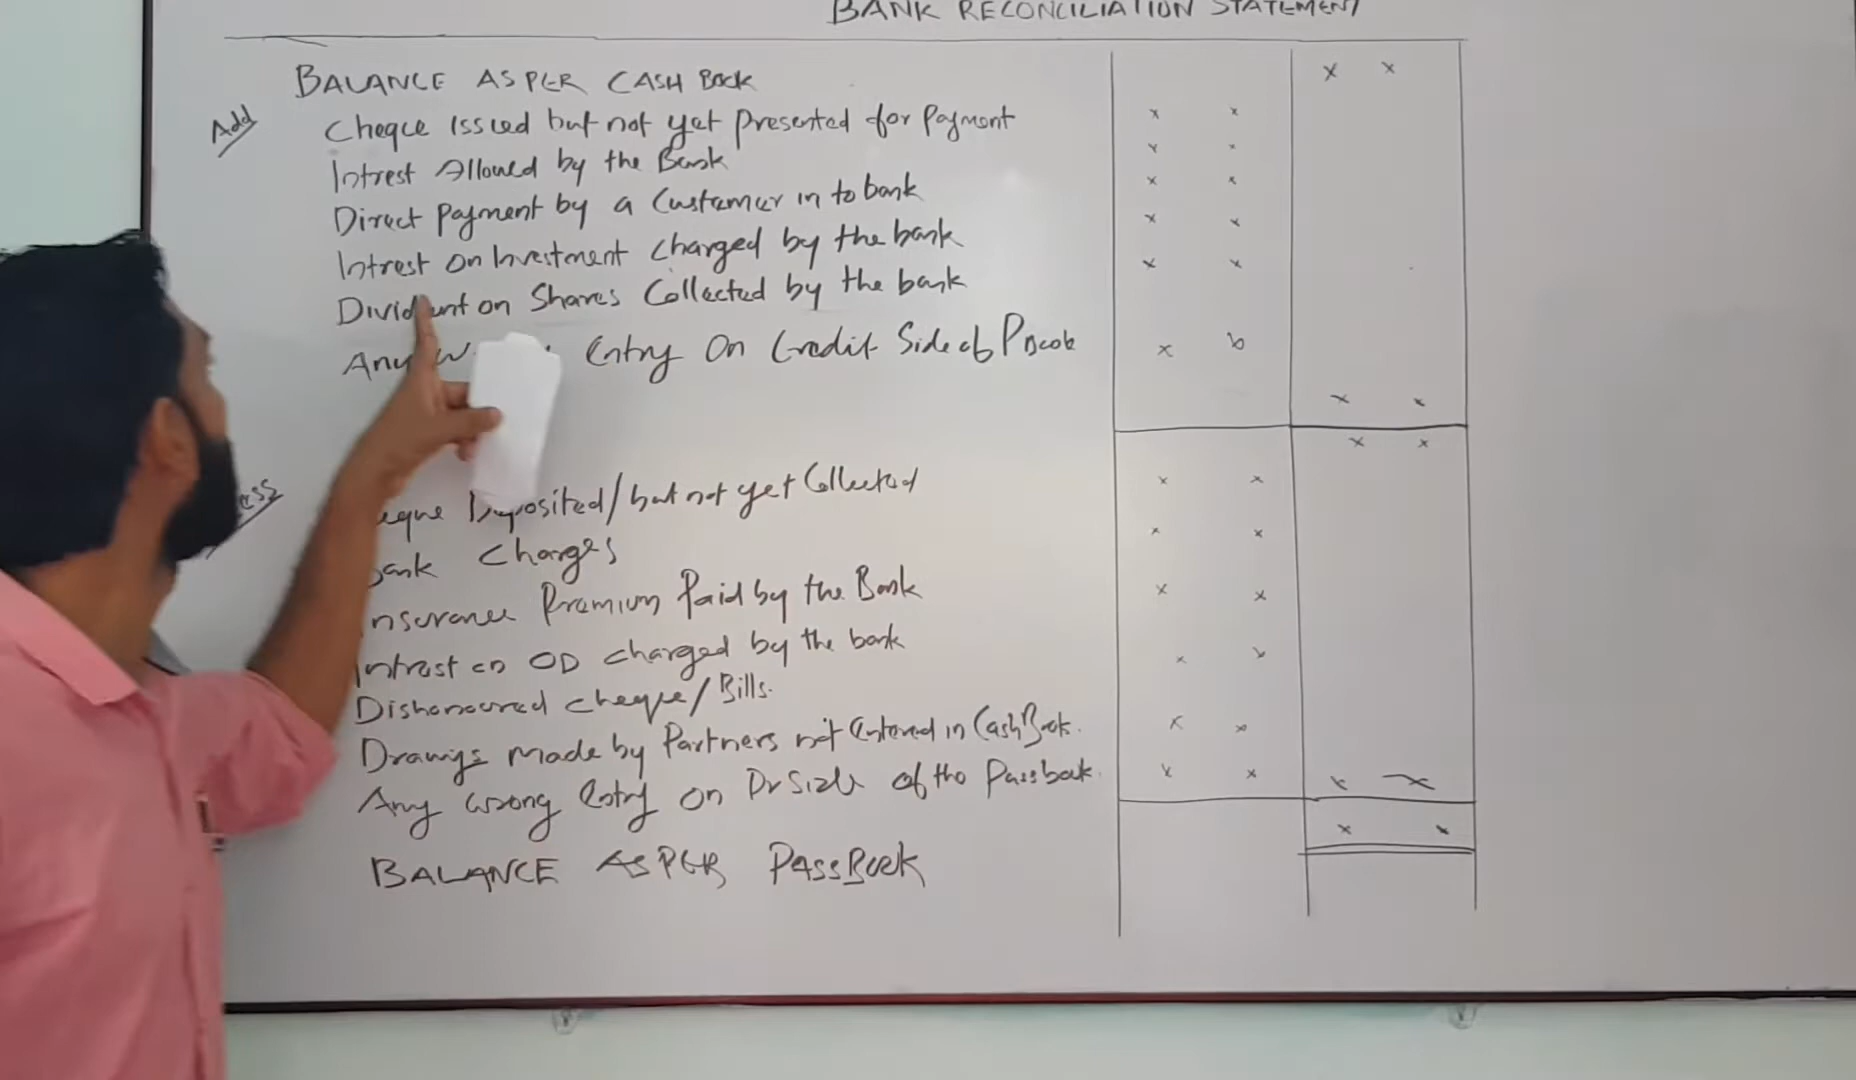 BANK RECONCILIATION STATEMENT
BALANCE AS PER CASH Book x x
Add
Cheque Issued but not yet presented for Payment x x
Intrest Allowed by the Bank x x
Direct payment by a Customer in to bank x x
Intrest on Investment charged by the bank x x
Divident on Shares Collected by the bank x x
Any Entry On Credit Side of x
x x
x x
Deposited/but not yet Collected x x
Charges x x
Premium Paid by the Bank x x
Intrest on OD charged by the bank x x
Dishonoured cheque/Bills.
Drawings made by Partners not Entered in CashBook. x x
Any wrong Entry on Dr Side of the Passbook. x x x x
x x
BALANCE AS PER PASSBOOK